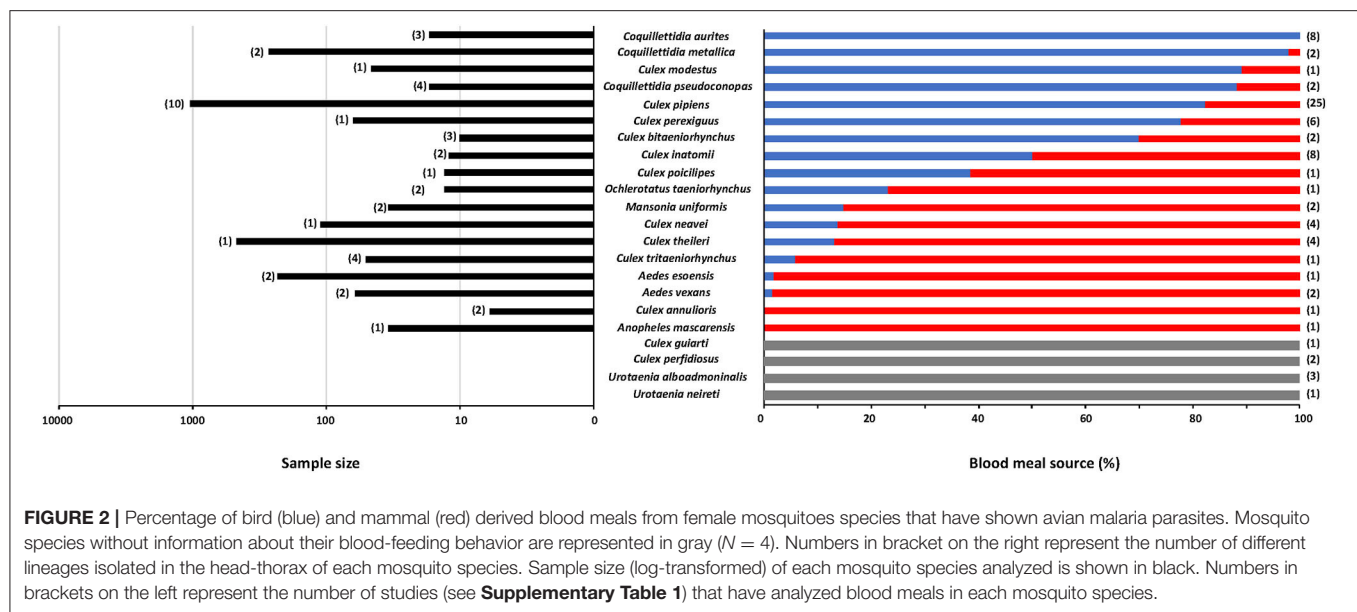 (3) Coquillettidia aurites (8)
(2) Coquillettidia metallica (2)
(1) Culex modestus (1)
(4) Coquillettidia pseudoconopas (2)
(10) Culex pipiens (25)
(1) Culex perexiguus (6)
(3) Culex bitaeniorhynchus (2)
(2) Culex inatomii (8)
(1) Culex poicilipes (1)
(2) Ochlerotatus taeniorhynchus (1)
(2) Mansonia uniformis (2)
(1) Culex neavei (4)
(1) Culex theileri (4)
(4) Culex tritaeniorhynchus (1)
(2) Aedes esoensis (1)
(2) Aedes vexans (2)
(2) Culex annulioris (1)
(1) Anopheles mascarensis (1)
Culex guiarti (1)
Culex perfidiosus (2)
Urotaenia alboadmoninalis (3)
Urotaenia neireti (1)
10000 1000 100 10 0 0 20 40 60 80 100
Sample size Blood meal source (%)
FIGURE 2 | Percentage of bird (blue) and mammal (red) derived blood meals from female mosquitoes species that have shown avian malaria parasites. Mosquito
species without information about their blood-feeding behavior are represented in gray (N = 4). Numbers in bracket on the right represent the number of different
lineages isolated in the head-thorax of each mosquito species. Sample size (log-transformed) of each mosquito species analyzed is shown in black. Numbers in
brackets on the left represent the number of studies (see Supplementary Table 1) that have analyzed blood meals in each mosquito species.